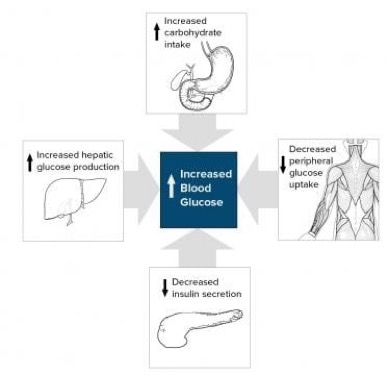 Increased
carbohydrate
intake
Increased hepatic
glucose production
Increased
Blood
Glucose
Decreased
peripheral
glucose
uptake
Decreased
insulin secretion